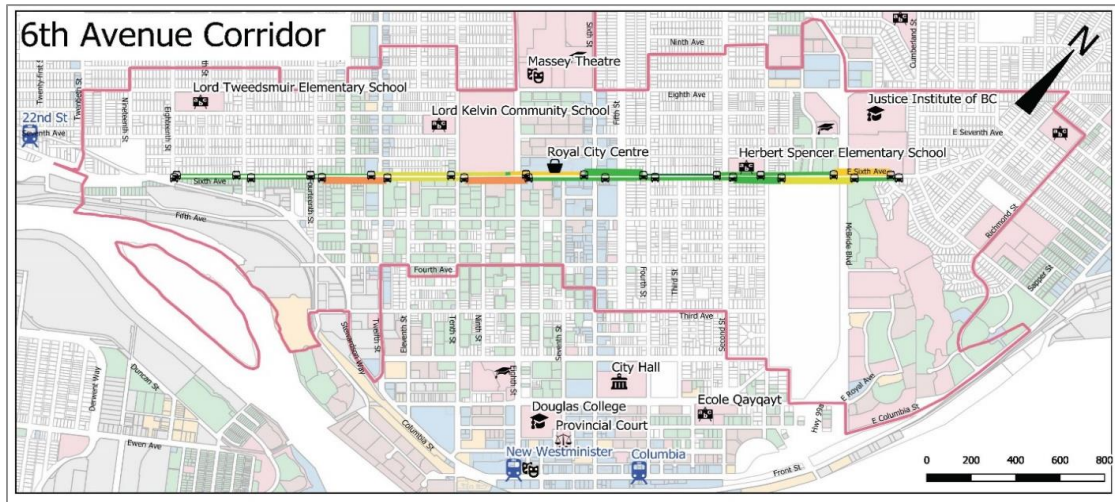 6th Avenue Corridor
N
Massey Theatre
Lord Tweedsmuir Elementary School
Lord Kelvin Community School
Justice Institute of BC
Royal City Centre
Herbert Spencer Elementary School
22nd St
Twentieth St
Nineteenth St
Eighteenth St
Sixth St
Fifth St
Ninth Ave
Eighth Ave
Cumberland St
E Seventh Ave
Sixth Ave
E Sixth Ave
Fourteenth St
Fifth Ave
Fourth Ave
McBride Blvd
Richmond St
Sapper St
Fourth St
Third St
Third Ave
Second St
Stewardson Way
Twelfth St
Eleventh St
Tenth St
Ninth St
Eighth St
Seventh St
City Hall
Ecole Qayqayt
Douglas College
Provincial Court
New Westminster
Columbia
Derwent Way
Duncan St
Ewen Ave
Columbia St
E Royal Ave
E Columbia St
Hwy 99a
Front St
0 200 400 600 800